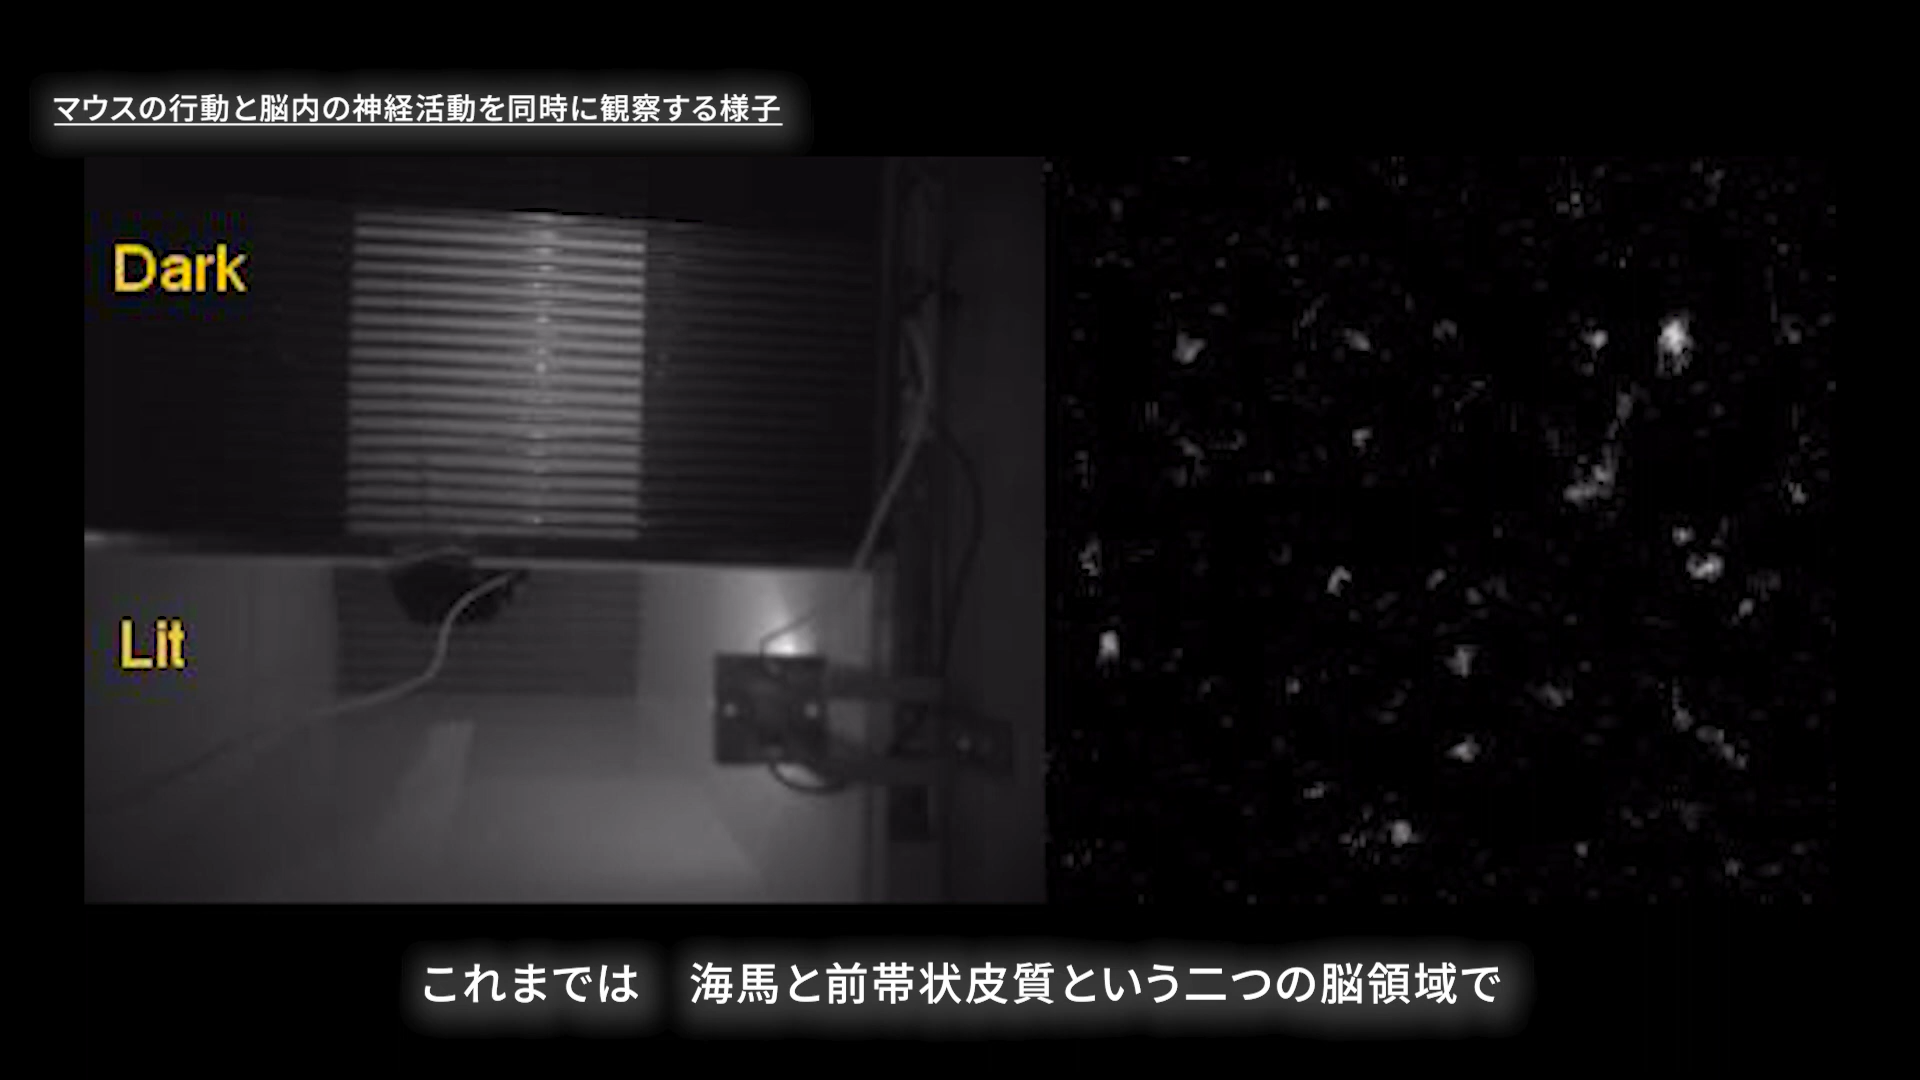 マウスの行動と脳内の神経活動を同時に観察する様子
Dark
Lit
これまでは　海馬と前帯状皮質という二つの脳領域で